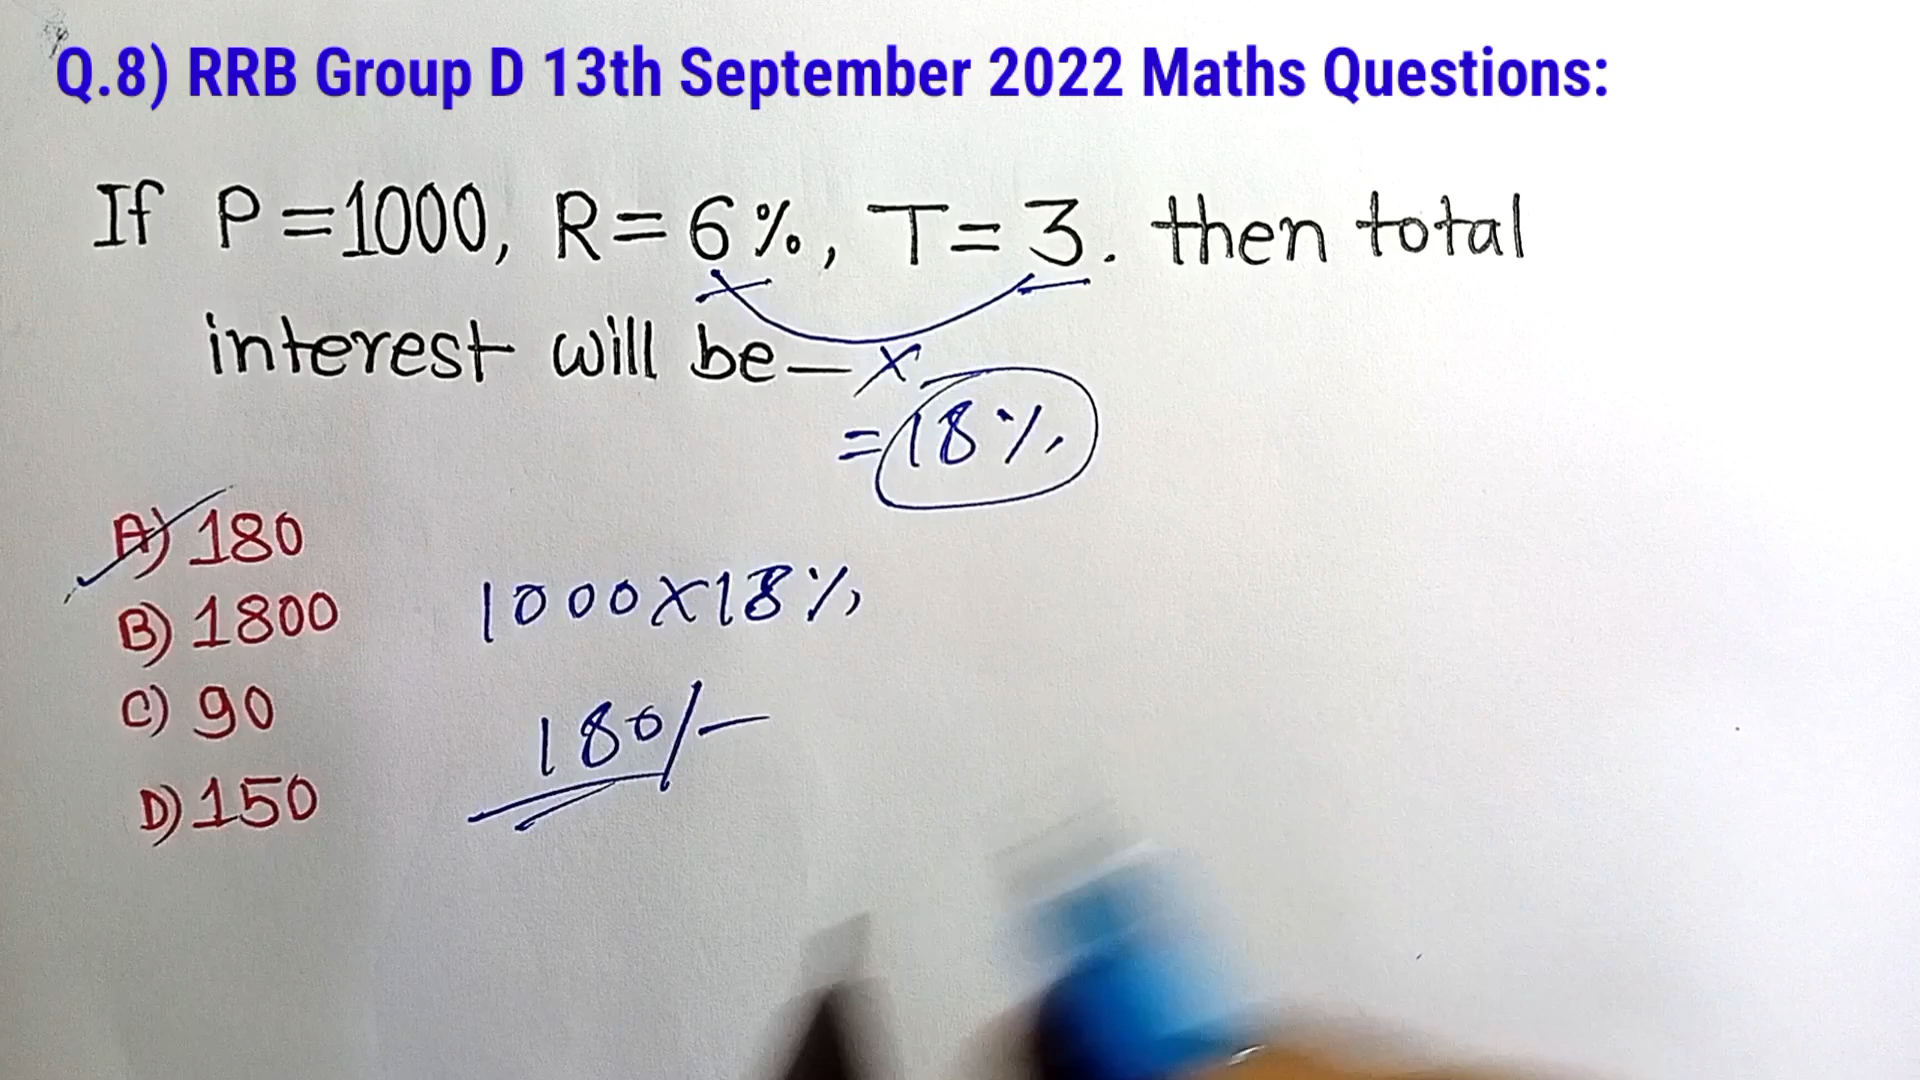 Q.8) RRB Group D 13th September 2022 Maths Questions:
If P=1000, R=6%, T=3. then total
interest will be—
×
=18%
A) 180
B) 1800
C) 90
D) 150
1000×18%
180/-